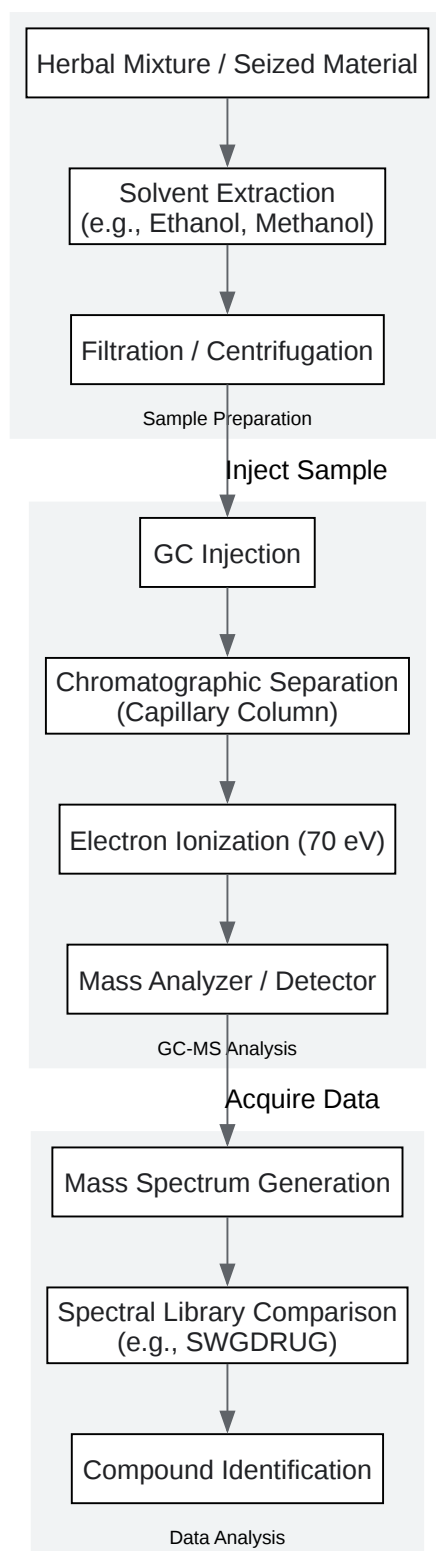 Herbal Mixture / Seized Material
Solvent Extraction
(e.g., Ethanol, Methanol)
Filtration / Centrifugation
Sample Preparation
Inject Sample
GC Injection
Chromatographic Separation
(Capillary Column)
Electron Ionization (70 eV)
Mass Analyzer / Detector
GC-MS Analysis
Acquire Data
Mass Spectrum Generation
Spectral Library Comparison
(e.g., SWGDRUG)
Compound Identification
Data Analysis